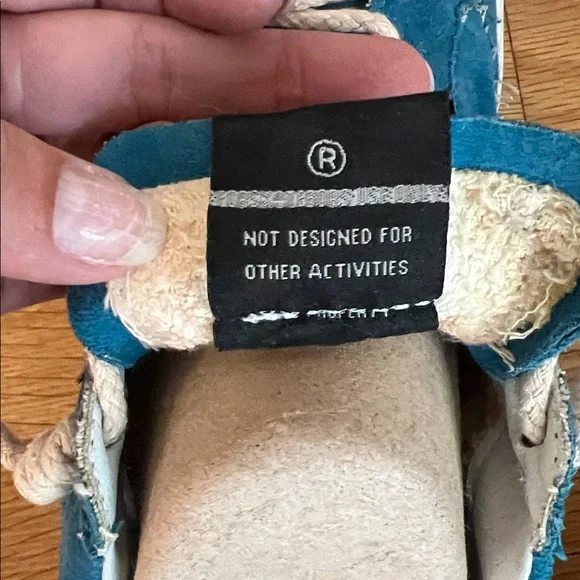 ®
NOT DESIGNED FOR
OTHER ACTIVITIES